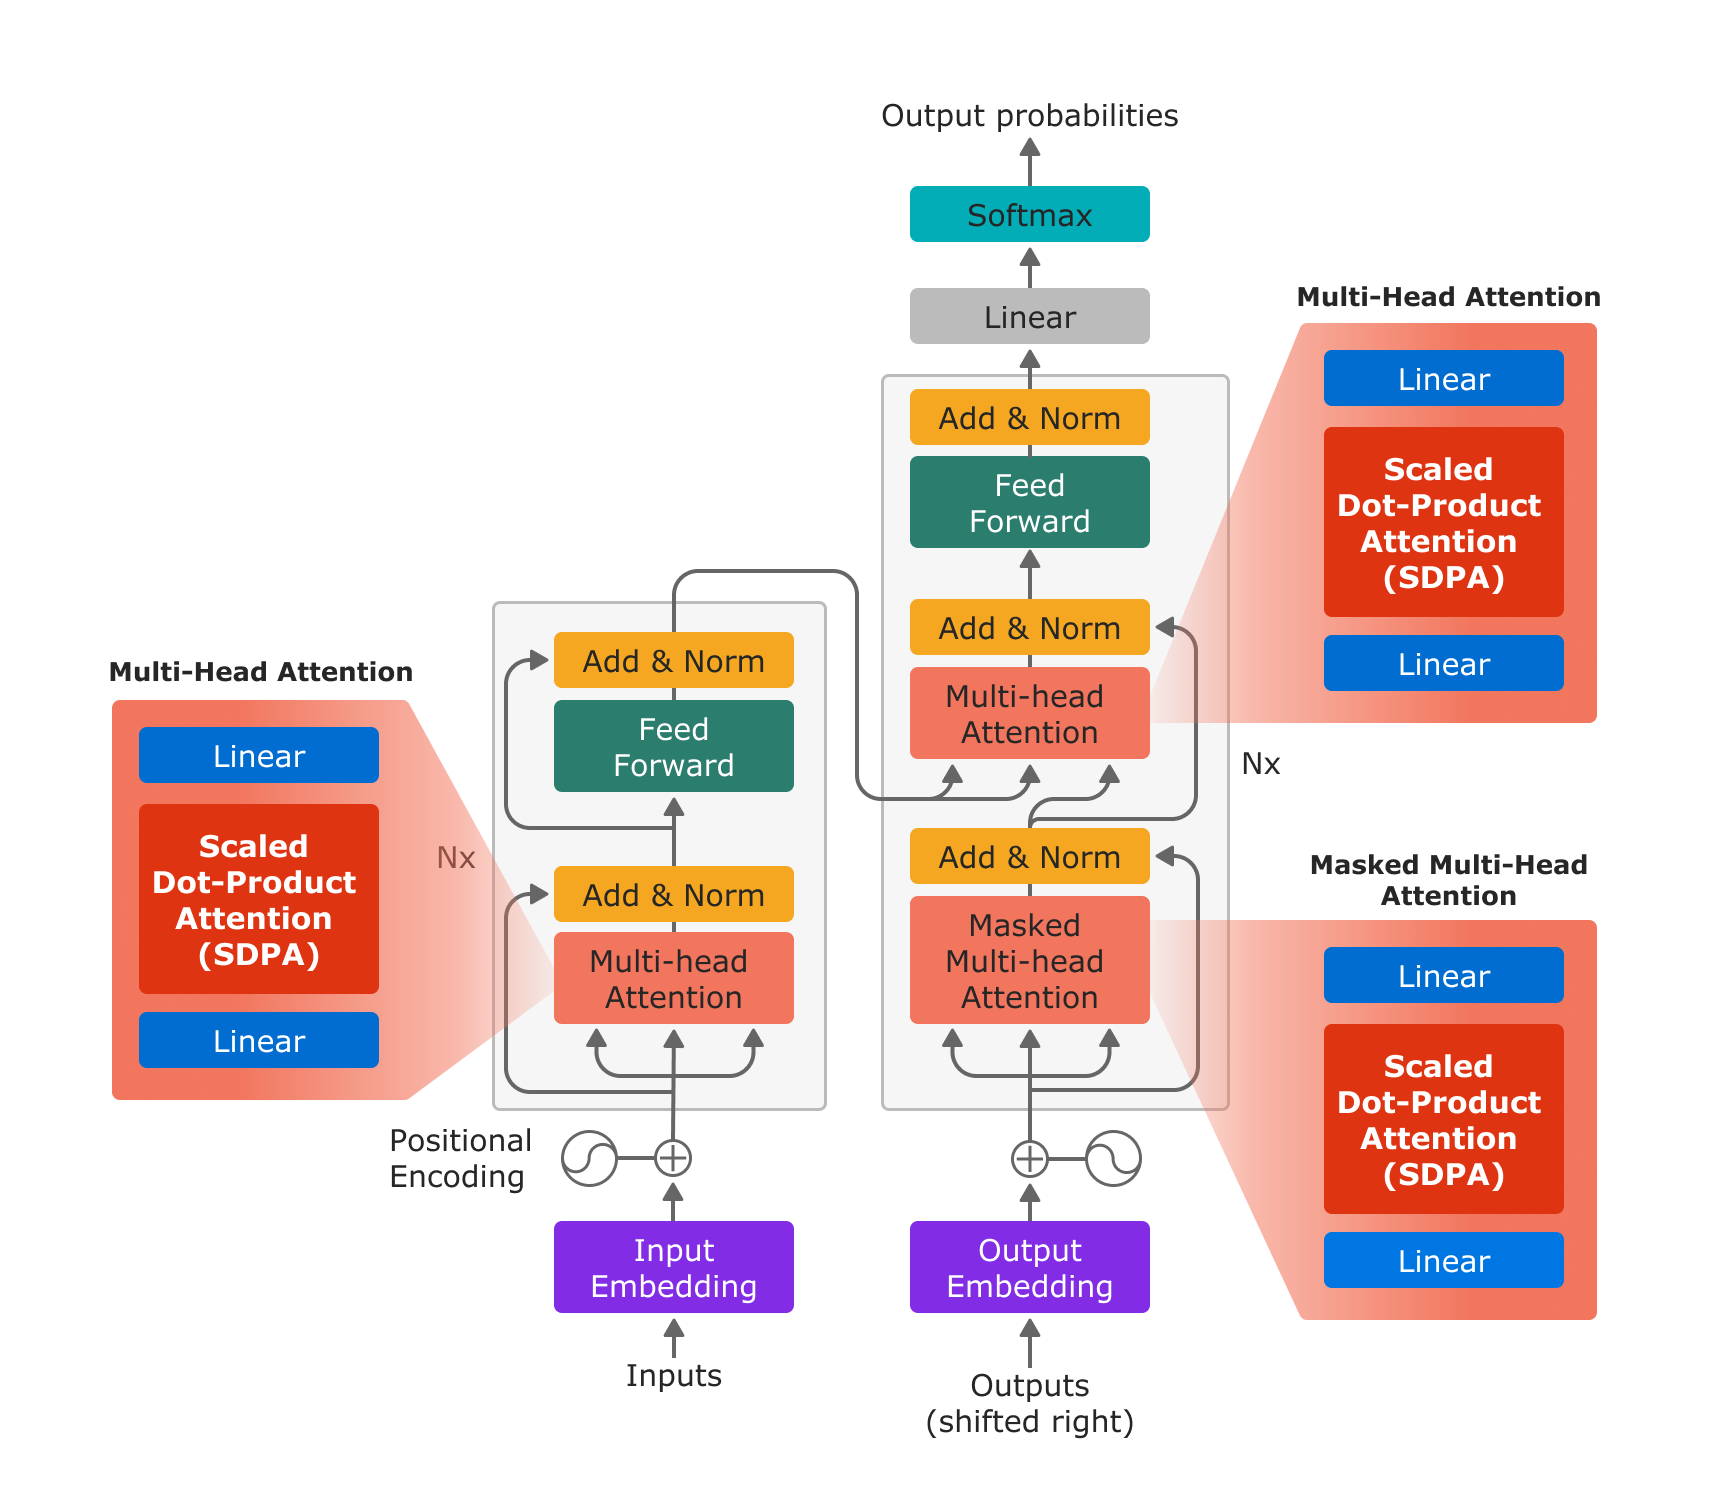 Output probabilities
Softmax
Linear
Add & Norm
Feed
Forward
Add & Norm
Multi-head
Attention
Nx
Add & Norm
Masked
Multi-head
Attention
Output
Embedding
Outputs
(shifted right)
Multi-Head Attention
Linear
Scaled
Dot-Product
Attention
(SDPA)
Linear
Masked Multi-Head
Attention
Linear
Scaled
Dot-Product
Attention
(SDPA)
Linear
Multi-Head Attention
Linear
Scaled
Dot-Product
Attention
(SDPA)
Linear
Nx
Add & Norm
Feed
Forward
Add & Norm
Multi-head
Attention
Positional
Encoding
Input
Embedding
Inputs